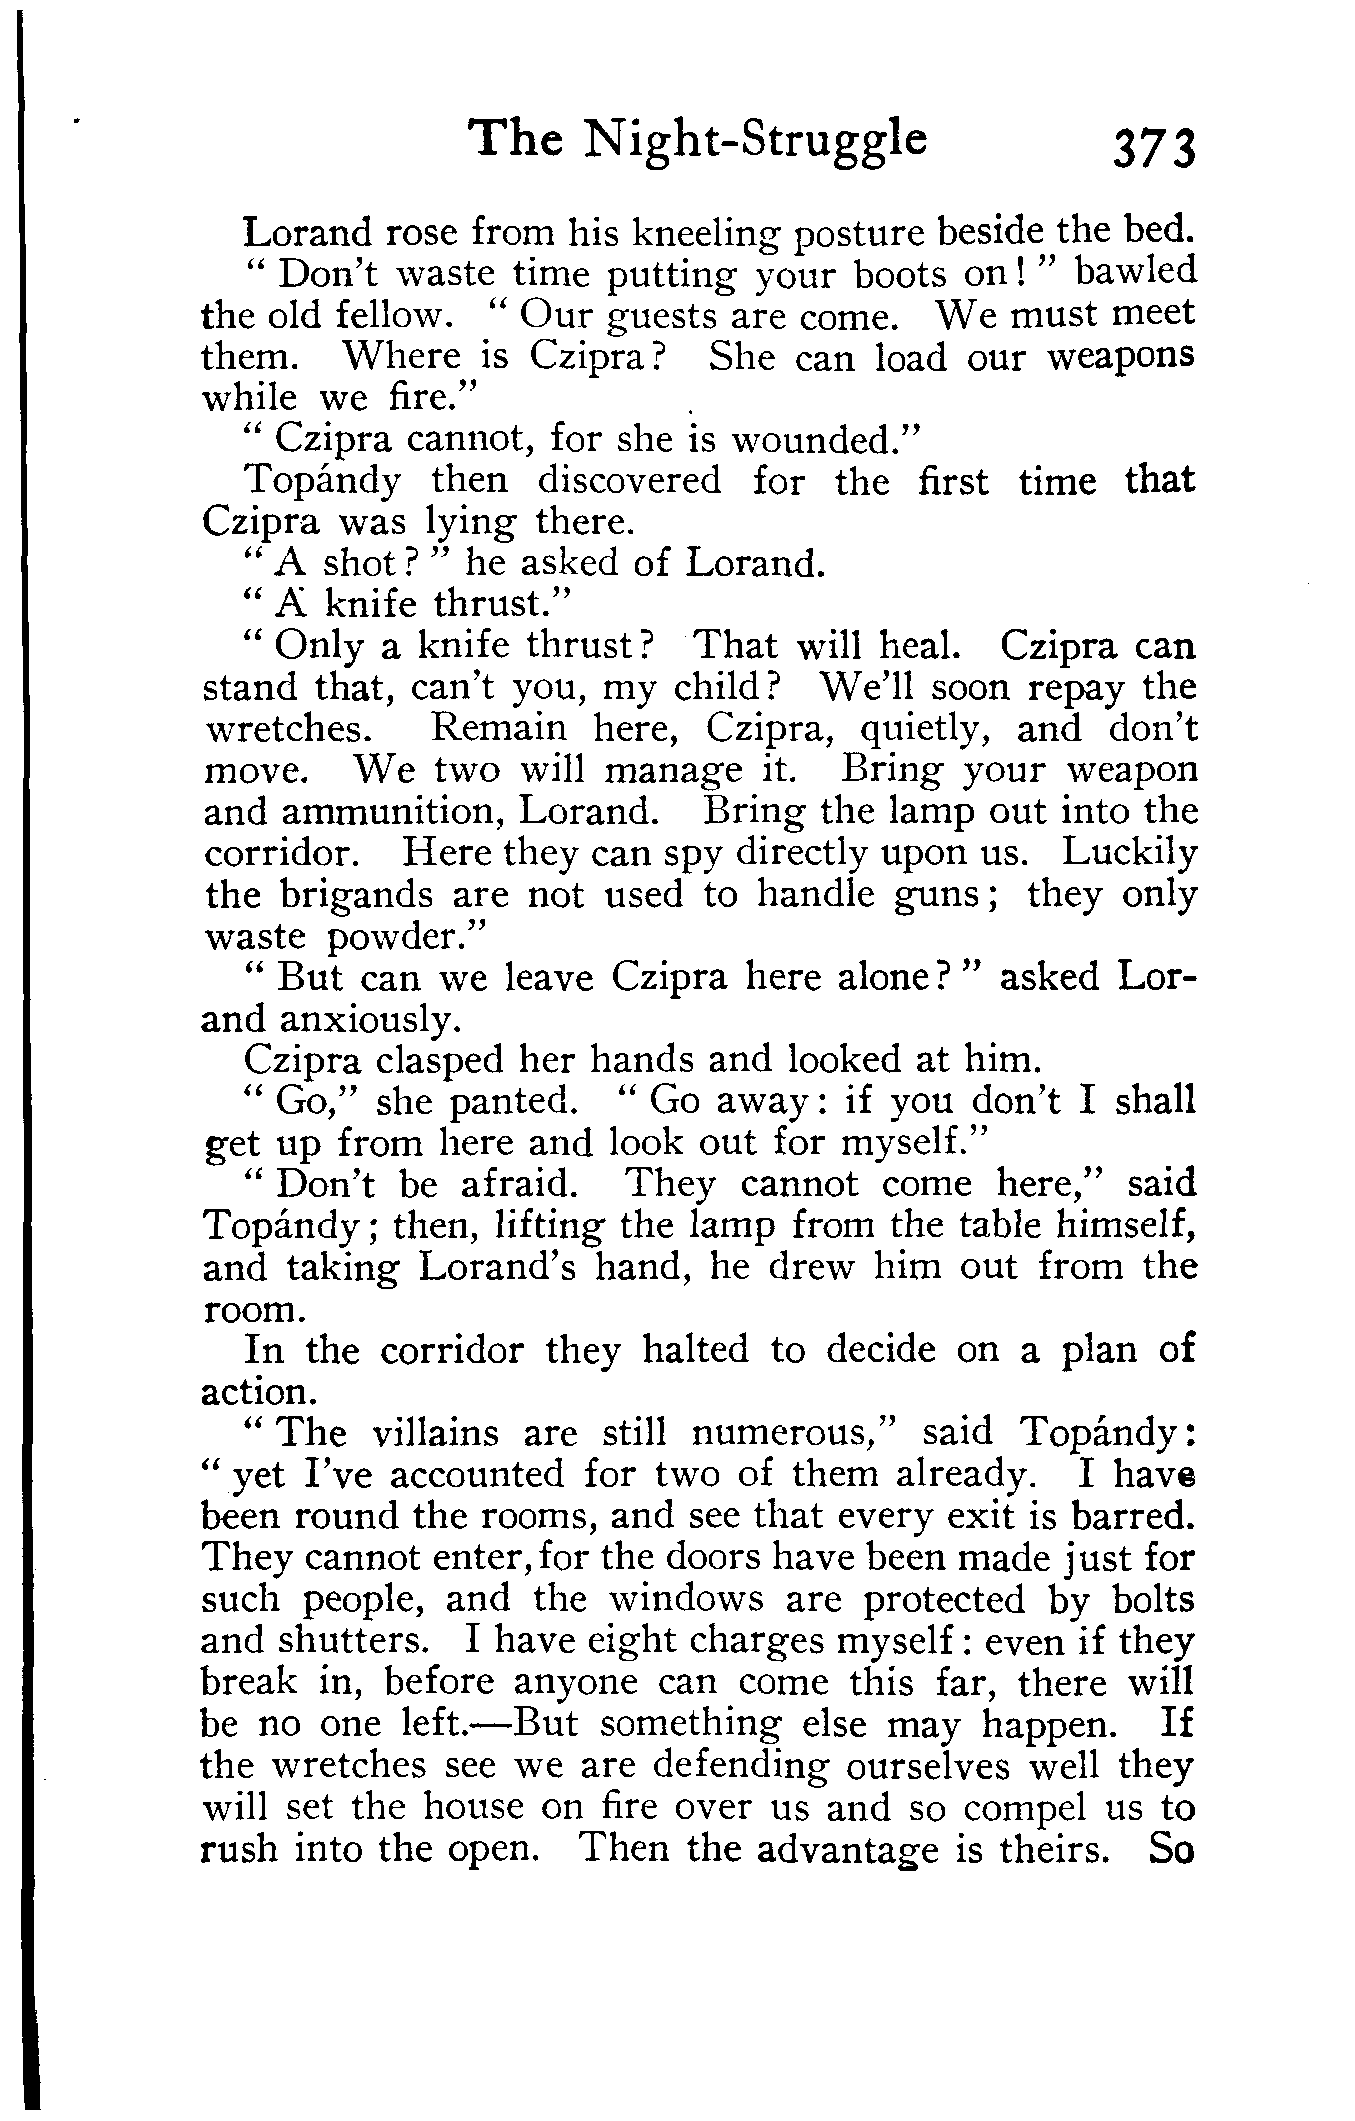 The Night-Struggle 373
Lorand rose from his kneeling posture beside the bed.
“ Don't waste time putting your boots on! ” bawled
the old fellow. “ Our guests are come. We must meet
them. Where is Czipra? She can load our weapons
while we fire.”
“ Czipra cannot, for she is wounded.”
Topándy then discovered for the first time that
Czipra was lying there.
“ A shot? ” he asked of Lorand.
“ A knife thrust.”
“ Only a knife thrust? That will heal. Czipra can
stand that, can't you, my child? We'll soon repay the
wretches. Remain here, Czipra, quietly, and don't
move. We two will manage it. Bring your weapon
and ammunition, Lorand. Bring the lamp out into the
corridor. Here they can spy directly upon us. Luckily
the brigands are not used to handle guns; they only
waste powder.”
“ But can we leave Czipra here alone? ” asked Lor-
and anxiously.
Czipra clasped her hands and looked at him.
“ Go,” she panted. “ Go away: if you don't I shall
get up from here and look out for myself.”
“ Don't be afraid. They cannot come here,” said
Topándy; then, lifting the lamp from the table himself,
and taking Lorand's hand, he drew him out from the
room.
In the corridor they halted to decide on a plan of
action.
“ The villains are still numerous,” said Topándy:
“ yet I've accounted for two of them already. I have
been round the rooms, and see that every exit is barred.
They cannot enter, for the doors have been made just for
such people, and the windows are protected by bolts
and shutters. I have eight charges myself: even if they
break in, before anyone can come this far, there will
be no one left.—But something else may happen. If
the wretches see we are defending ourselves well they
will set the house on fire over us and so compel us to
rush into the open. Then the advantage is theirs. So